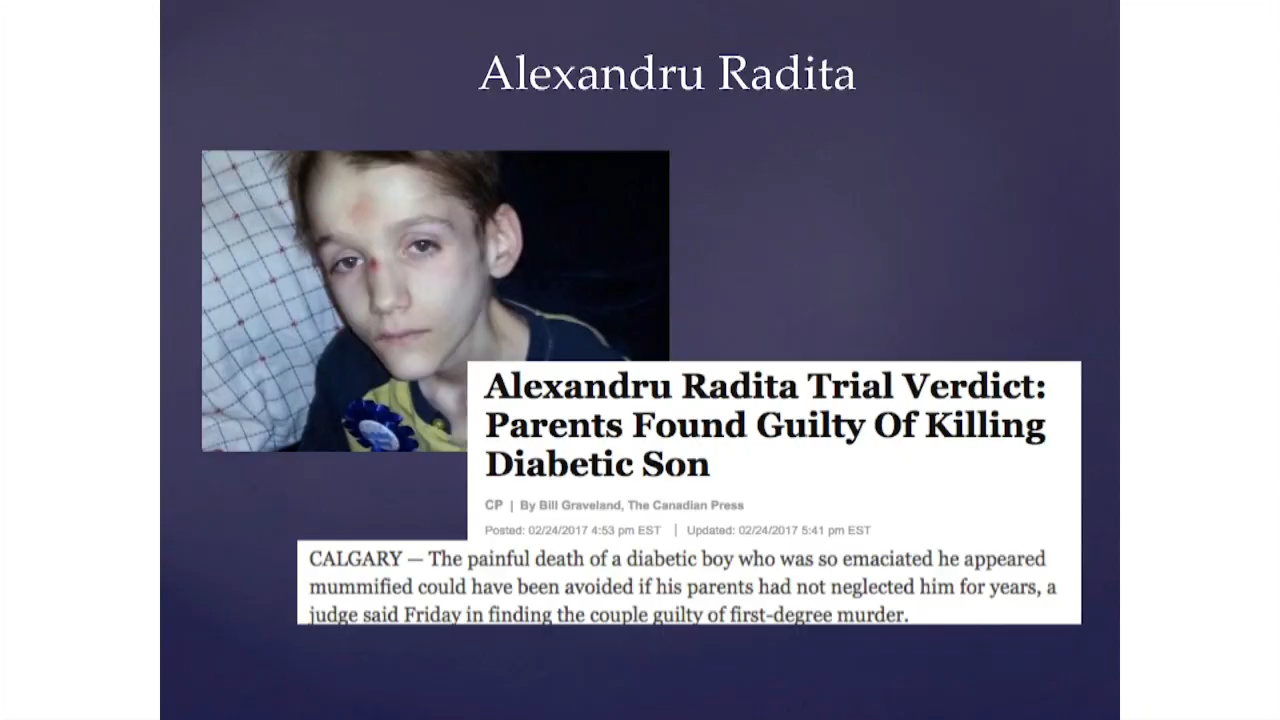 Alexandru Radita
Alexandru Radita Trial Verdict:
Parents Found Guilty Of Killing
Diabetic Son
CP | By Bill Graveland, The Canadian Press
Posted: 02/24/2017 4:53 pm EST | Updated: 02/24/2017 5:41 pm EST
CALGARY — The painful death of a diabetic boy who was so emaciated he appeared
mummified could have been avoided if his parents had not neglected him for years, a
judge said Friday in finding the couple guilty of first-degree murder.